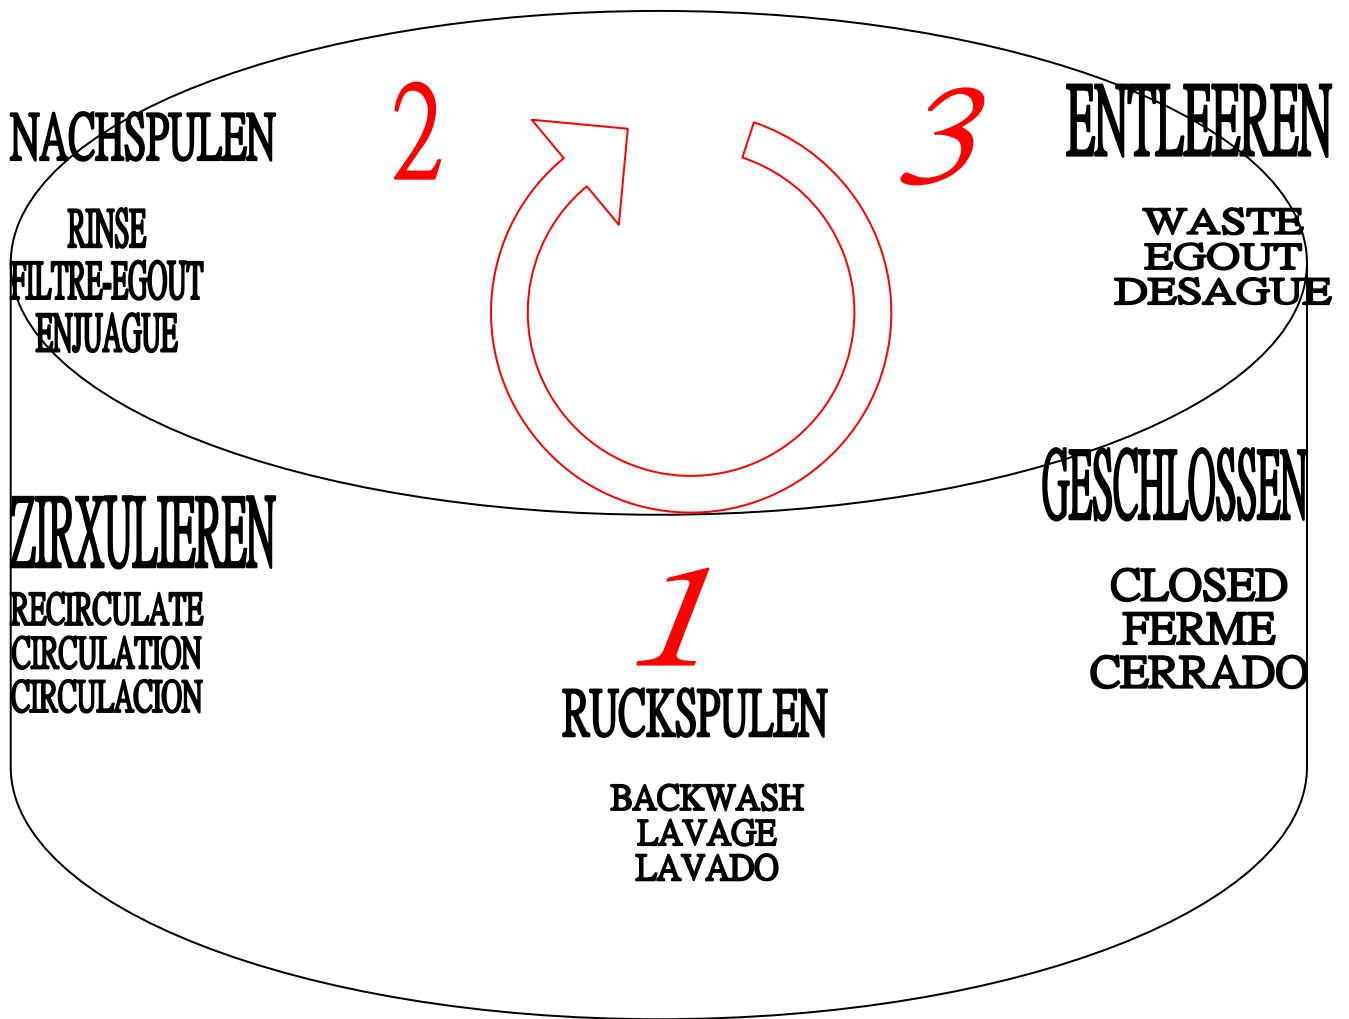 2
3
NACHSPULEN
RINSE
FILTRE-EGOUT
ENJUAGUE
ENTLEEREN
WASTE
EGOUT
DESAGUE
ZIRXULIEREN
RECIRCULATE
CIRCULATION
CIRCULACION
GESCHLOSSEN
CLOSED
FERME
CERRADO
1
RUCKSPULEN
BACKWASH
LAVAGE
LAVADO